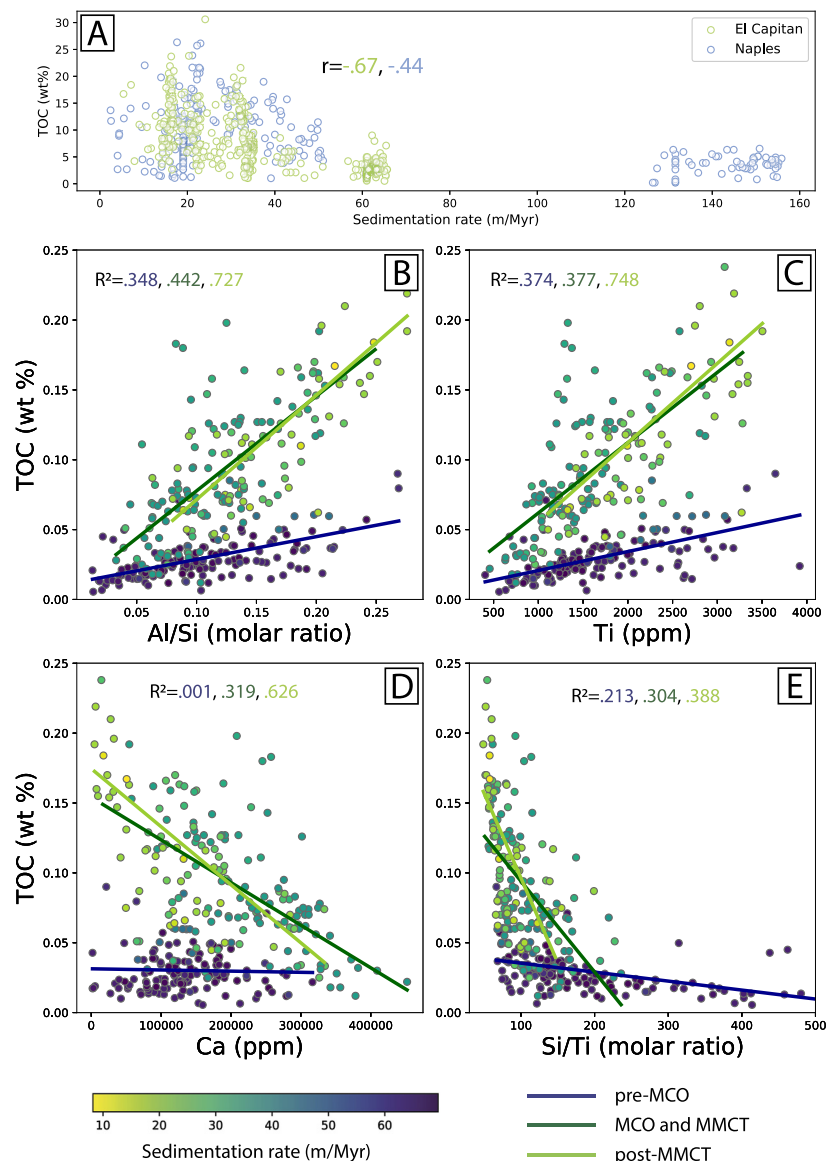 A
r=-.67, -.44
El Capitan
Naples
TOC (wt%)
30
25
20
15
10
5
0
0 20 40 60 80 100 120 140 160
Sedimentation rate (m/Myr)
B
R²=.348, .442, .727
C
R²=.374, .377, .748
TOC (wt %)
0.25
0.20
0.15
0.10
0.05
0.00
0.25
0.20
0.15
0.10
0.05
0.00
0.05 0.10 0.15 0.20 0.25
Al/Si (molar ratio)
500 1000 1500 2000 2500 3000 3500 4000
Ti (ppm)
D
R²=.001, .319, .626
E
R²=.213, .304, .388
TOC (wt %)
0.25
0.20
0.15
0.10
0.05
0.00
TOC (wt %)
0.25
0.20
0.15
0.10
0.05
0.00
0 100000 200000 300000 400000
Ca (ppm)
100 200 300 400 500
Si/Ti (molar ratio)
10 20 30 40 50 60
Sedimentation rate (m/Myr)
pre-MCO
MCO and MMCT
post-MMCT